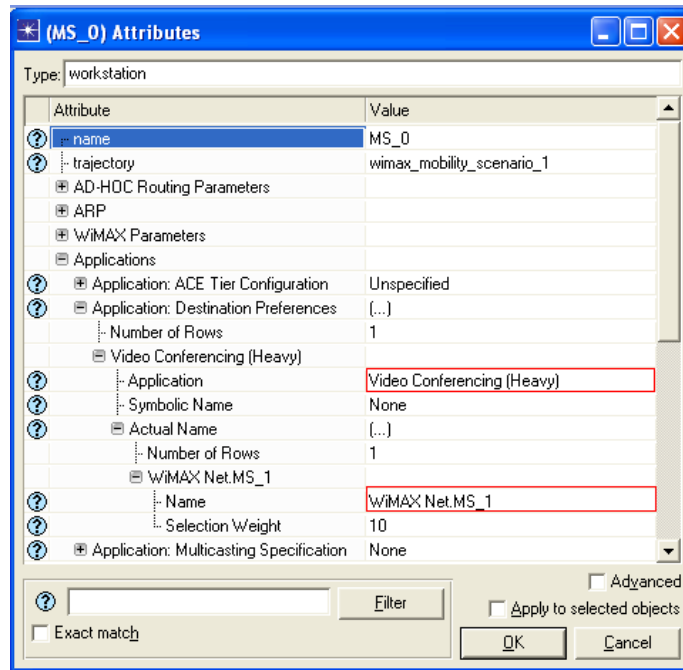 (MS_0) Attributes
Type: workstation
Attribute Value
name MS_0
trajectory wimax_mobility_scenario_1
AD-HOC Routing Parameters
ARP
WiMAX Parameters
Applications
Application: ACE Tier Configuration Unspecified
Application: Destination Preferences (...)
Number of Rows 1
Video Conferencing (Heavy)
Application Video Conferencing (Heavy)
Symbolic Name None
Actual Name (...)
Number of Rows 1
WiMAX Net.MS_1
Name WiMAX Net.MS_1
Selection Weight 10
Application: Multicasting Specification None
Advanced
Filter
Apply to selected objects
Exact match
OK Cancel